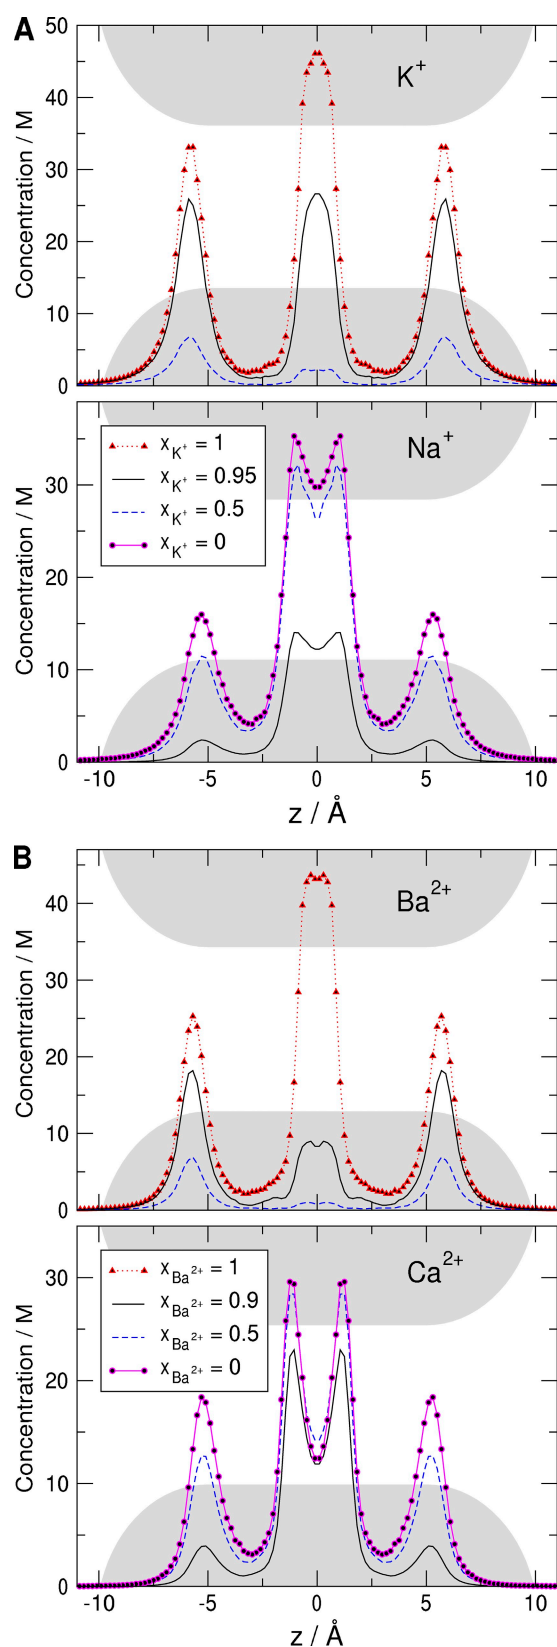 A
K+
50
40
30
20
10
0
Concentration / M
Na+
xK+ = 1
xK+ = 0.95
xK+ = 0.5
xK+ = 0
30
20
10
0
Concentration / M
-10 -5 0 5 10
z / Å
B
Ba2+
40
30
20
10
0
Concentration / M
Ca2+
xBa2+ = 1
xBa2+ = 0.9
xBa2+ = 0.5
xBa2+ = 0
30
20
10
0
Concentration / M
-10 -5 0 5 10
z / Å